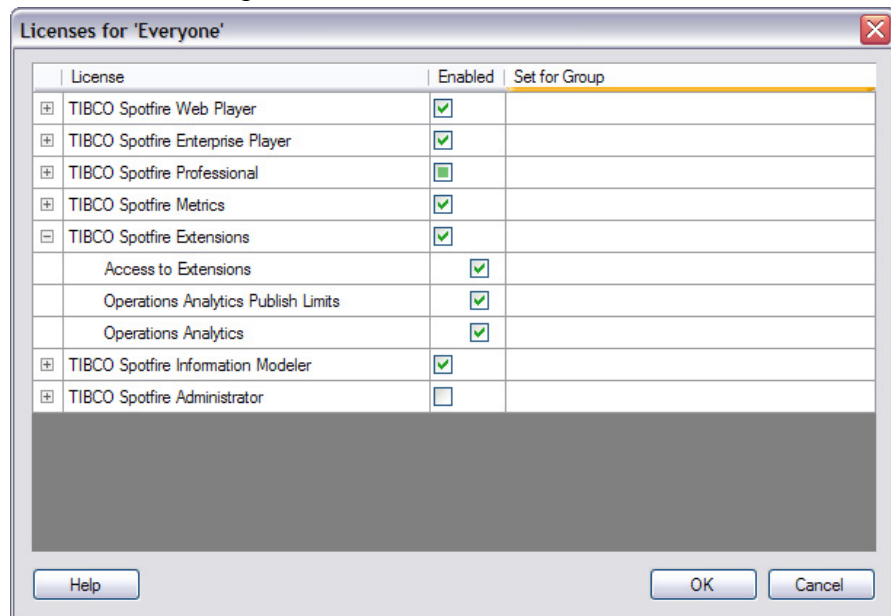 Licenses for 'Everyone'
License Enabled Set for Group
TIBCO Spotfire Web Player
TIBCO Spotfire Enterprise Player
TIBCO Spotfire Professional
TIBCO Spotfire Metrics
TIBCO Spotfire Extensions
Access to Extensions
Operations Analytics Publish Limits
Operations Analytics
TIBCO Spotfire Information Modeler
TIBCO Spotfire Administrator
Help OK Cancel